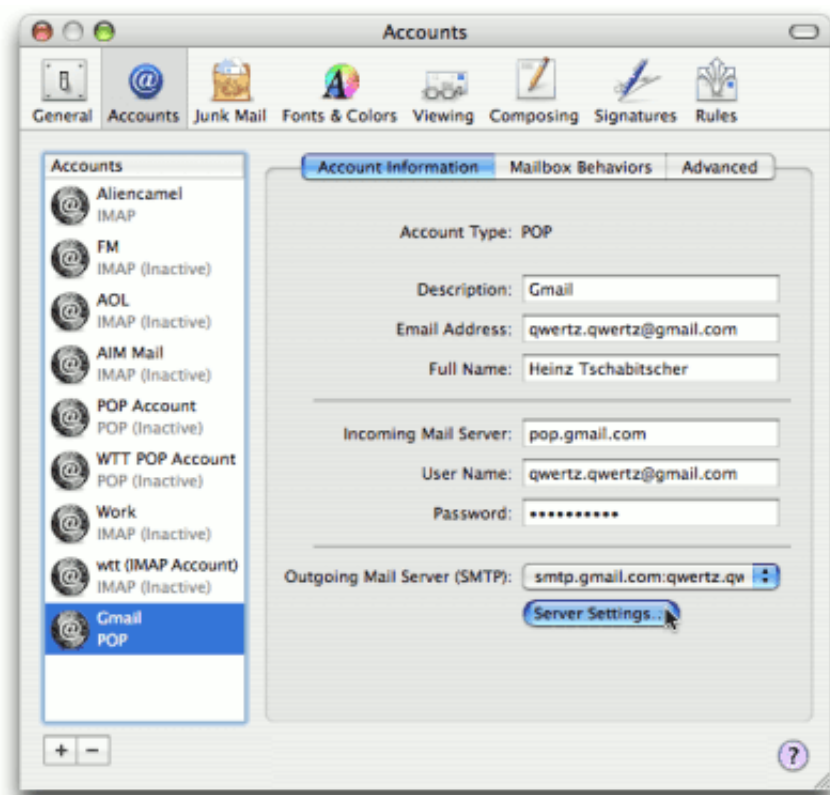 Accounts
General Accounts Junk Mail Fonts & Colors Viewing Composing Signatures Rules
Accounts
Aliencamel
IMAP
FM
IMAP (Inactive)
AOL
IMAP (Inactive)
AIM Mail
IMAP (Inactive)
POP Account
POP (Inactive)
WTT POP Account
POP (Inactive)
Work
IMAP (Inactive)
wtt (IMAP Account)
IMAP (Inactive)
Gmail
POP
+ −
Account Information Mailbox Behaviors Advanced
Account Type: POP
Description: Gmail
Email Address: qwertz.qwertz@gmail.com
Full Name: Heinz Tschabitscher
Incoming Mail Server: pop.gmail.com
User Name: qwertz.qwertz@gmail.com
Password: ••••••••••
Outgoing Mail Server (SMTP): smtp.gmail.com:qwertz.qw
Server Settings...
?